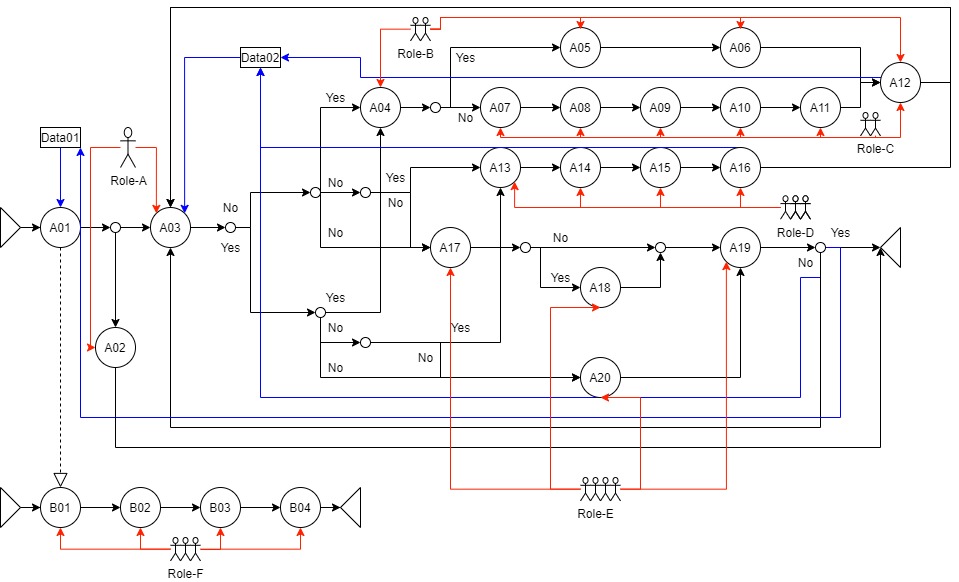 Role-B
Yes
A05
A06
Data02
A12
Yes
A04
No
A07
A08
A09
A10
A11
Data01
Role-C
Role-A
No
Yes
A13
A14
A15
A16
No
No
Role-D
A01
A03
Yes
No
A17
No
A19
Yes
No
Yes
A18
Yes
No
Yes
A02
No
No
A20
B01
B02
B03
B04
Role-E
Role-F